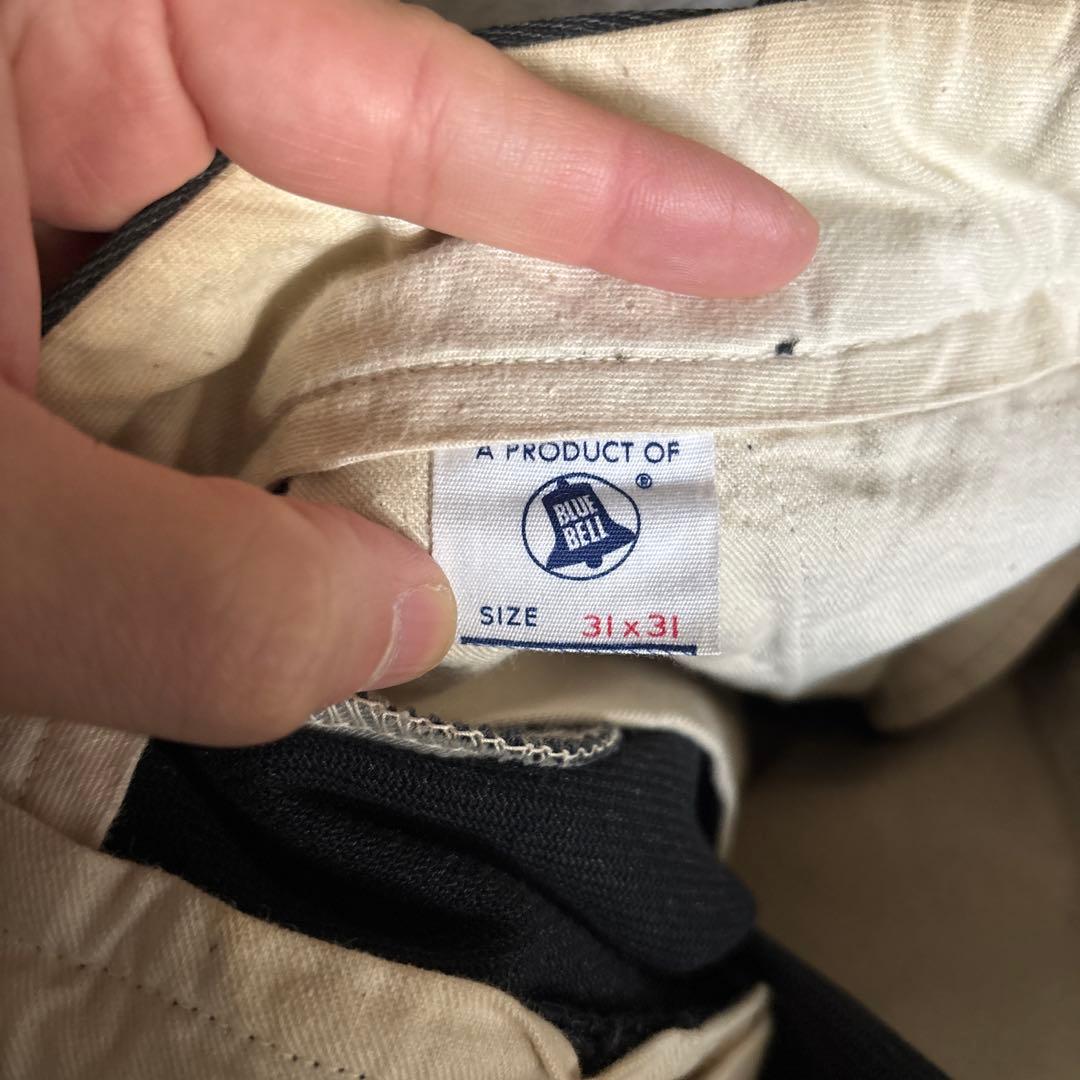 A PRODUCT OF
®
BLUE
BELL
SIZE 31 x 31